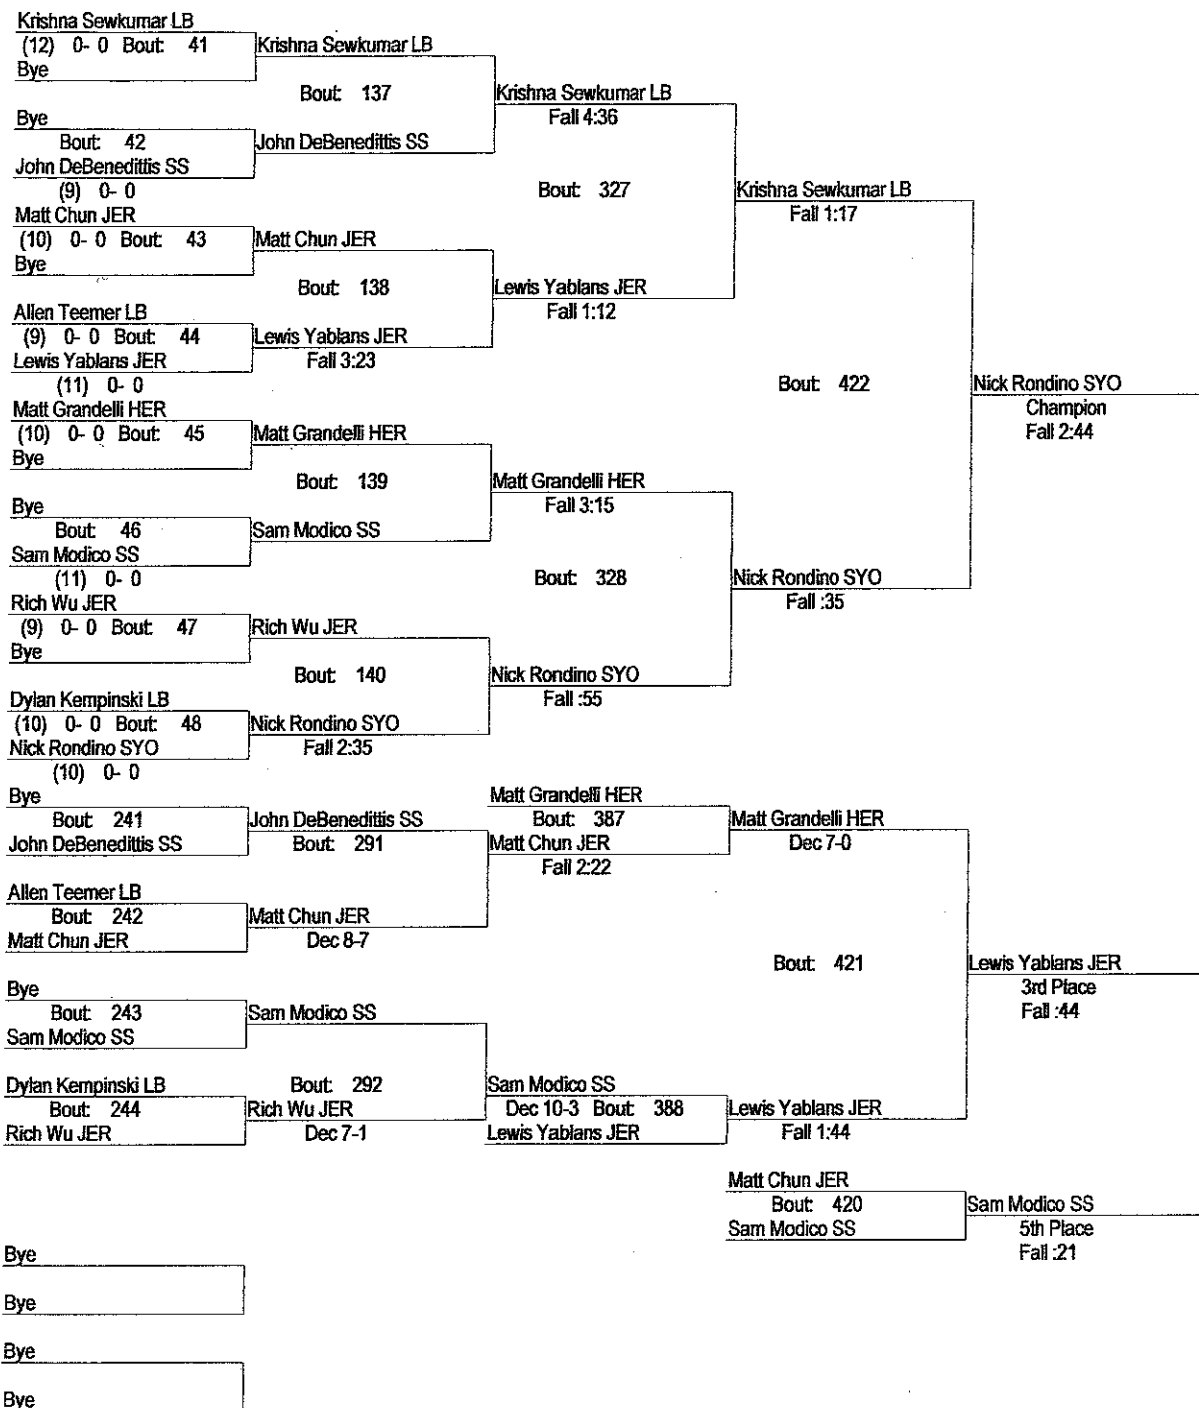 Krishna Sewkumar LB
(12) 0- 0 Bout: 41
Bye
Krishna Sewkumar LB
Bout: 137
Bye
Bout: 42
John DeBenedittis SS
(9) 0- 0
John DeBenedittis SS
Krishna Sewkumar LB
Fall 4:36
Bout: 327
Matt Chun JER
(10) 0- 0 Bout: 43
Bye
Matt Chun JER
Bout: 138
Allen Teemer LB
(9) 0- 0 Bout: 44
Lewis Yablans JER
(11) 0- 0
Lewis Yablans JER
Fall 3:23
Lewis Yablans JER
Fall 1:12
Krishna Sewkumar LB
Fall 1:17
Bout: 422
Nick Rondino SYO
Champion
Fall 2:44
Matt Grandelli HER
(10) 0- 0 Bout: 45
Bye
Matt Grandelli HER
Bout: 139
Bye
Bout: 46
Sam Modico SS
(11) 0- 0
Sam Modico SS
Matt Grandelli HER
Fall 3:15
Bout: 328
Rich Wu JER
(9) 0- 0 Bout: 47
Bye
Rich Wu JER
Bout: 140
Dylan Kempinski LB
(10) 0- 0 Bout: 48
Nick Rondino SYO
(10) 0- 0
Nick Rondino SYO
Fall 2:35
Nick Rondino SYO
Fall :55
Nick Rondino SYO
Fall :35
Bye
Bout: 241
John DeBenedittis SS
John DeBenedittis SS
Bout: 291
Allen Teemer LB
Bout: 242
Matt Chun JER
Matt Chun JER
Dec 8-7
Matt Grandelli HER
Bout: 387
Matt Chun JER
Fall 2:22
Matt Grandelli HER
Dec 7-0
Bout: 421
Lewis Yablans JER
3rd Place
Fall :44
Bye
Bout: 243
Sam Modico SS
Sam Modico SS
Bout: 292
Dylan Kempinski LB
Bout: 244
Rich Wu JER
Rich Wu JER
Dec 7-1
Sam Modico SS
Dec 10-3 Bout: 388
Lewis Yablans JER
Lewis Yablans JER
Fall 1:44
Matt Chun JER
Bout: 420
Sam Modico SS
Sam Modico SS
5th Place
Fall :21
Bye
Bye
Bye
Bye